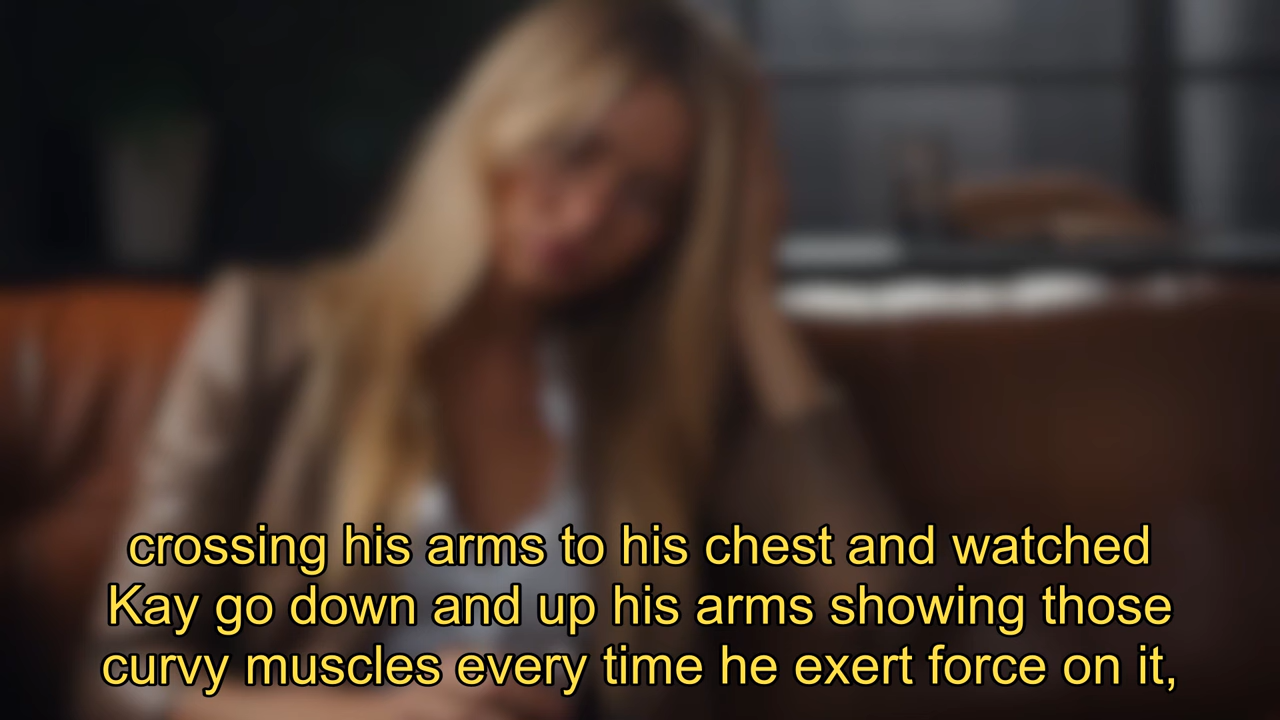 crossing his arms to his chest and watched
Kay go down and up his arms showing those
curvy muscles every time he exert force on it,